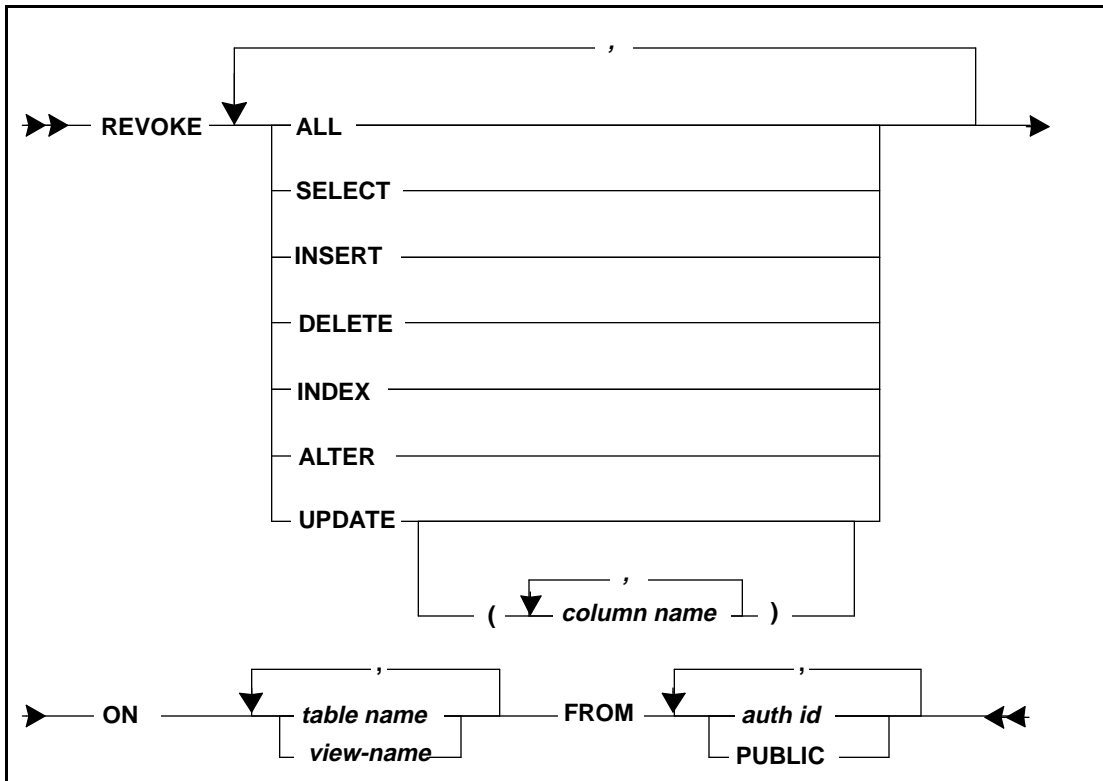 ,
REVOKE ALL
SELECT
INSERT
DELETE
INDEX
ALTER
UPDATE
,
( column name )
, ,
ON table name FROM auth id
view-name PUBLIC